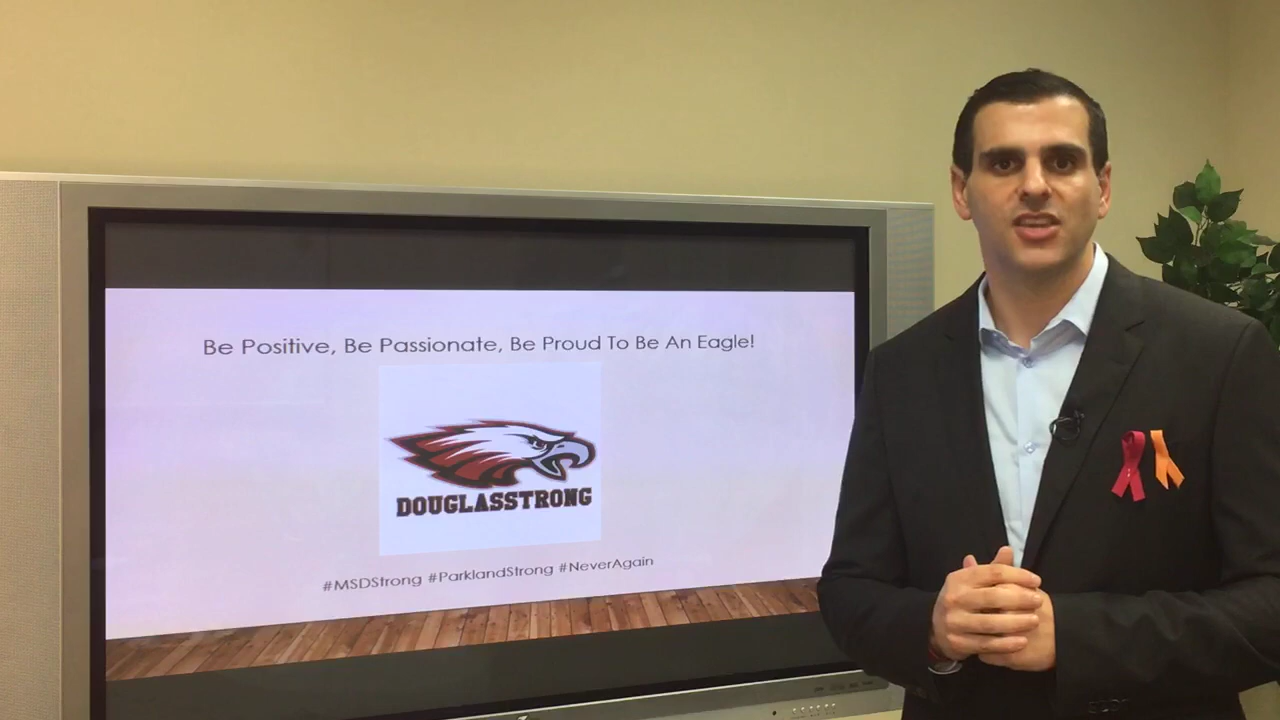 Be Positive, Be Passionate, Be Proud To Be An Eagle!
DOUGLASSTRONG
#MSDStrong #ParklandStrong #NeverAgain